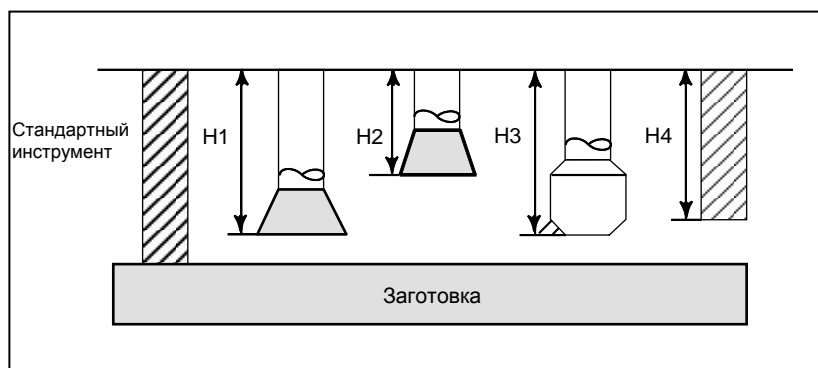 Стандартный
инструмент
H1
H2
H3
H4
Заготовка